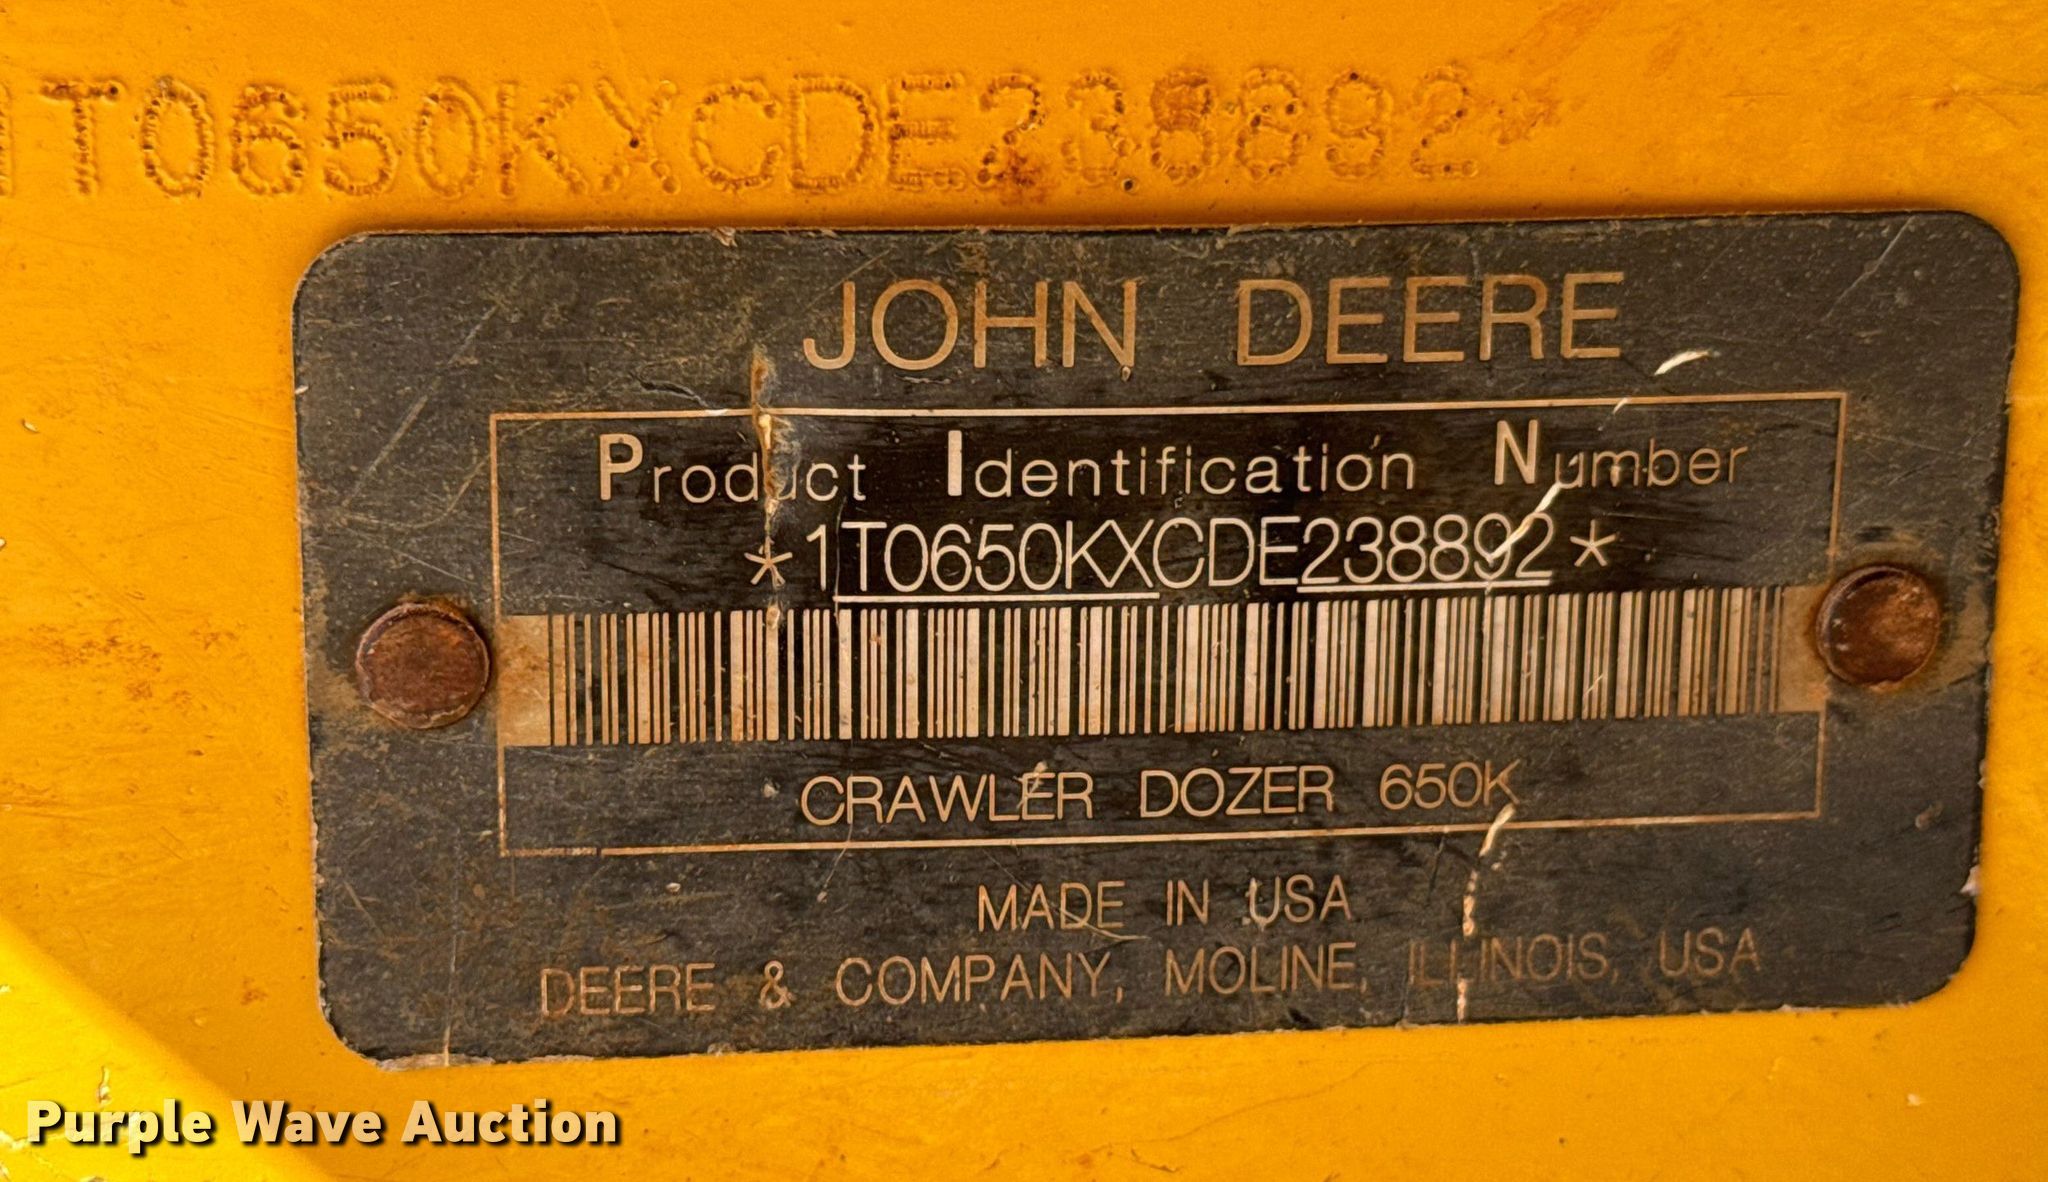 1T0650KXCDE238892*
JOHN DEERE
Product Identification Number
*1T0650KXCDE238892*
CRAWLER DOZER 650K
MADE IN USA
DEERE & COMPANY, MOLINE, ILLINOIS, USA
Purple Wave Auction